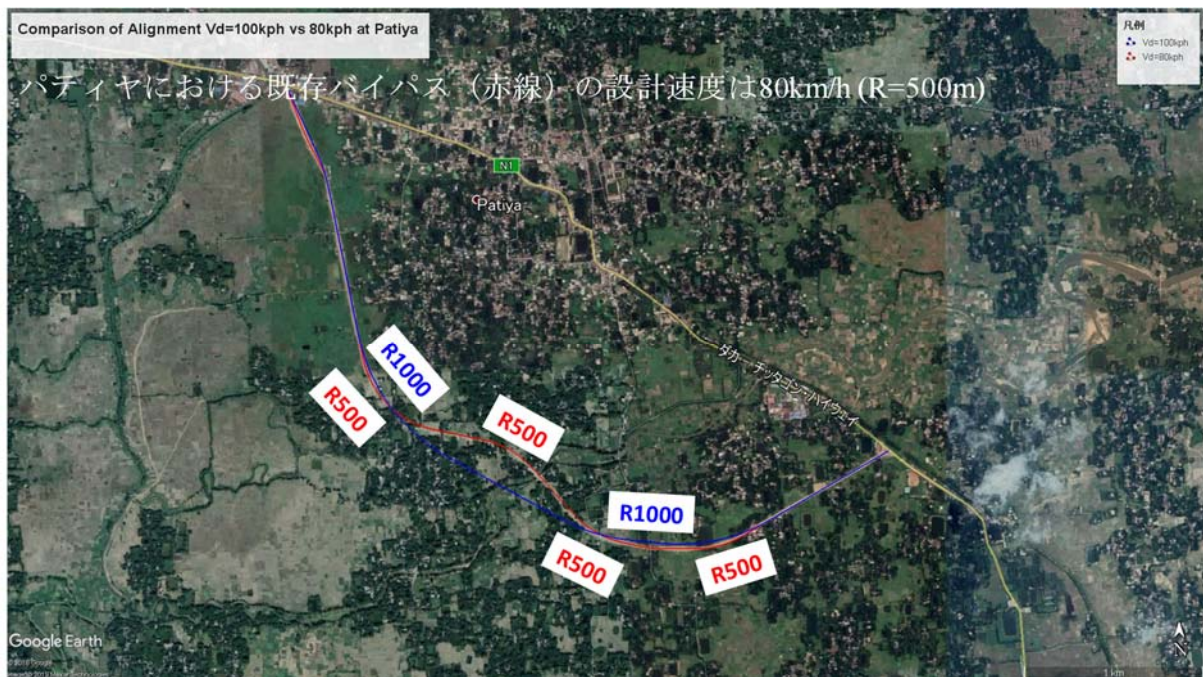 Comparison of Alignment Vd=100kph vs 80kph at Patiya
凡例
Vd=100kph
Vd=80kph
パティヤにおける既存バイパス（赤線）の設計速度は80km/h (R=500m)
N1
Patiya
ダカ－チッタゴン－ハイウェイ
R1000
R500
R500
R1000
R500
R500
Google Earth
N
1 km